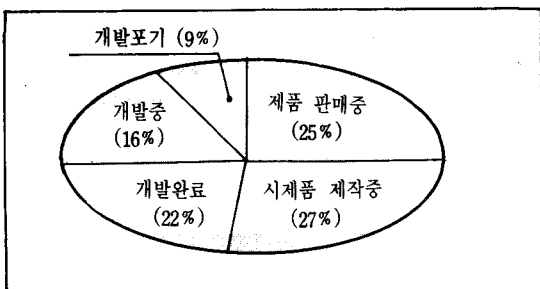 개발포기 (9%)
개발중
(16%)
제품 판매중
(25%)
개발완료
(22%)
시제품 제작중
(27%)